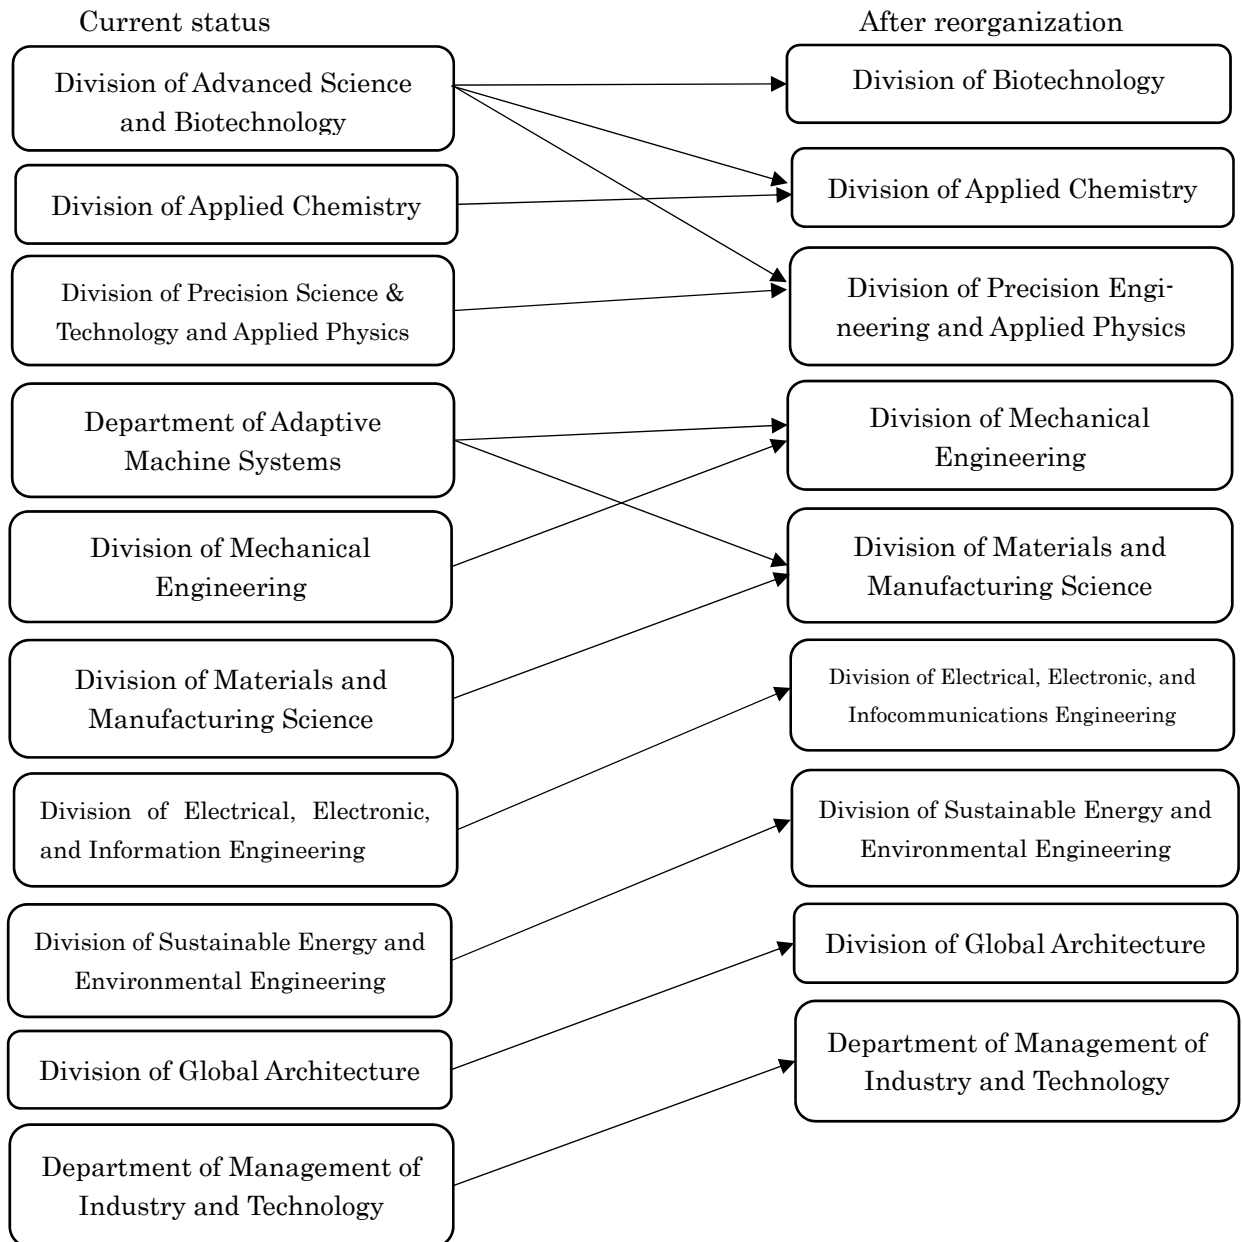 Current status
After reorganization
Division of Advanced Science
and Biotechnology
Division of Biotechnology
Division of Applied Chemistry
Division of Applied Chemistry
Division of Precision Science &
Technology and Applied Physics
Division of Precision Engi-
neering and Applied Physics
Department of Adaptive
Machine Systems
Division of Mechanical
Engineering
Division of Mechanical
Engineering
Division of Materials and
Manufacturing Science
Division of Materials and
Manufacturing Science
Division of Electrical, Electronic, and
Infocommunications Engineering
Division of Electrical, Electronic,
and Information Engineering
Division of Sustainable Energy and
Environmental Engineering
Division of Sustainable Energy and
Environmental Engineering
Division of Global Architecture
Division of Global Architecture
Department of Management of
Industry and Technology
Department of Management of
Industry and Technology